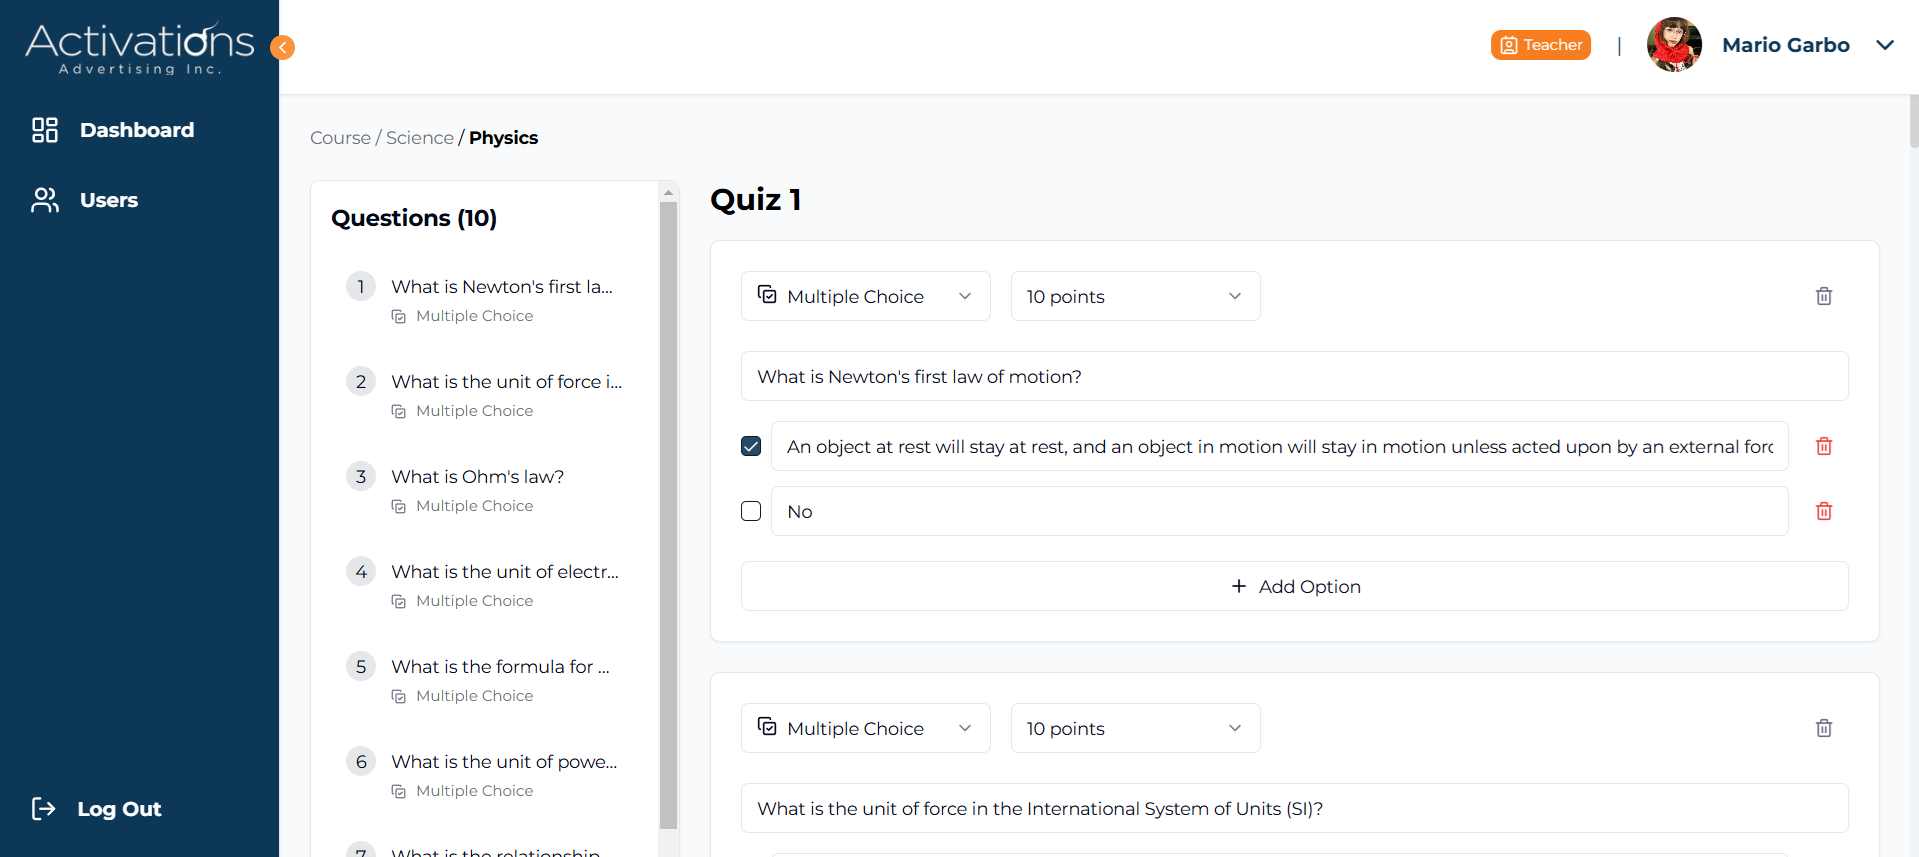 Activations
Advertising Inc.
Dashboard
Users
Log Out
Teacher
|
Mario Garbo
Course / Science / Physics
Questions (10)
1
What is Newton's first la...
Multiple Choice
2
What is the unit of force i...
Multiple Choice
3
What is Ohm's law?
Multiple Choice
4
What is the unit of electr...
Multiple Choice
5
What is the formula for ...
Multiple Choice
6
What is the unit of powe...
Multiple Choice
7
What is the relationship
Quiz 1
Multiple Choice
10 points
What is Newton's first law of motion?
An object at rest will stay at rest, and an object in motion will stay in motion unless acted upon by an external forc
No
+ Add Option
Multiple Choice
10 points
What is the unit of force in the International System of Units (SI)?